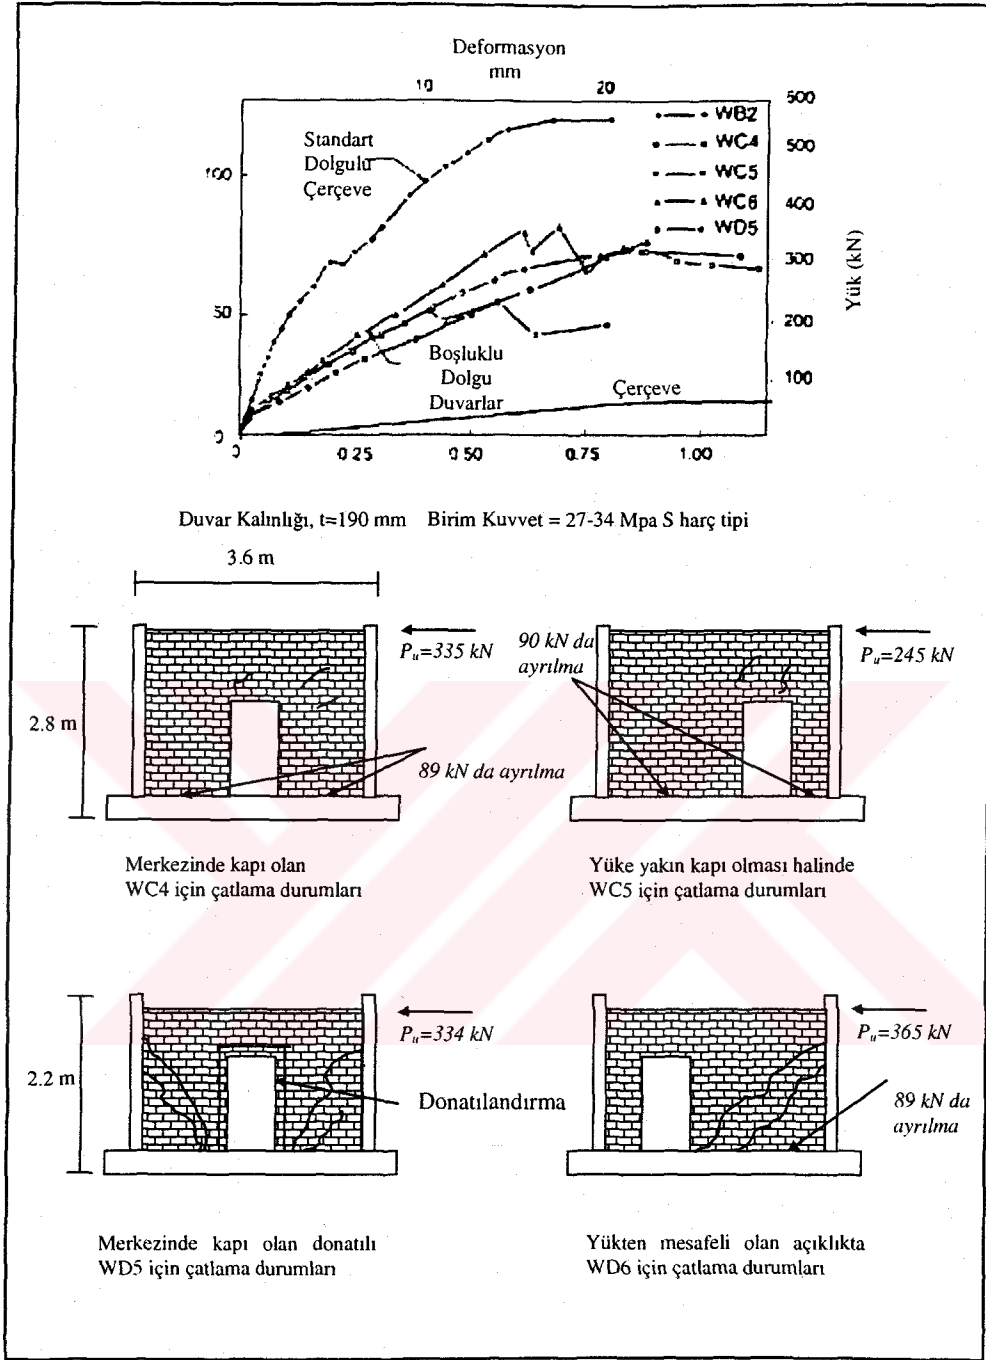 Deformasyon
mm
10 20
Standart
Dolgulu
Çerçeve
WB2
WC4
WC5
WC6
WD5
100
50
0
500
500
400
300
200
100
Yük (kN)
Boşluklu
Dolgu
Duvarlar
Çerçeve
0 0.25 0.50 0.75 1.00
Duvar Kalınlığı, t=190 mm Birim Kuvvet = 27-34 Mpa S harç tipi
3.6 m
2.8 m
Pu=335 kN
89 kN da ayrılma
90 kN da
ayrılma
Pu=245 kN
Merkezinde kapı olan
WC4 için çatlama durumları
Yüke yakın kapı olması halinde
WC5 için çatlama durumları
2.2 m
Pu=334 kN
Donatılandırma
Pu=365 kN
89 kN da
ayrılma
Merkezinde kapı olan donatılı
WD5 için çatlama durumları
Yükten mesafeli olan açıklıkta
WD6 için çatlama durumları